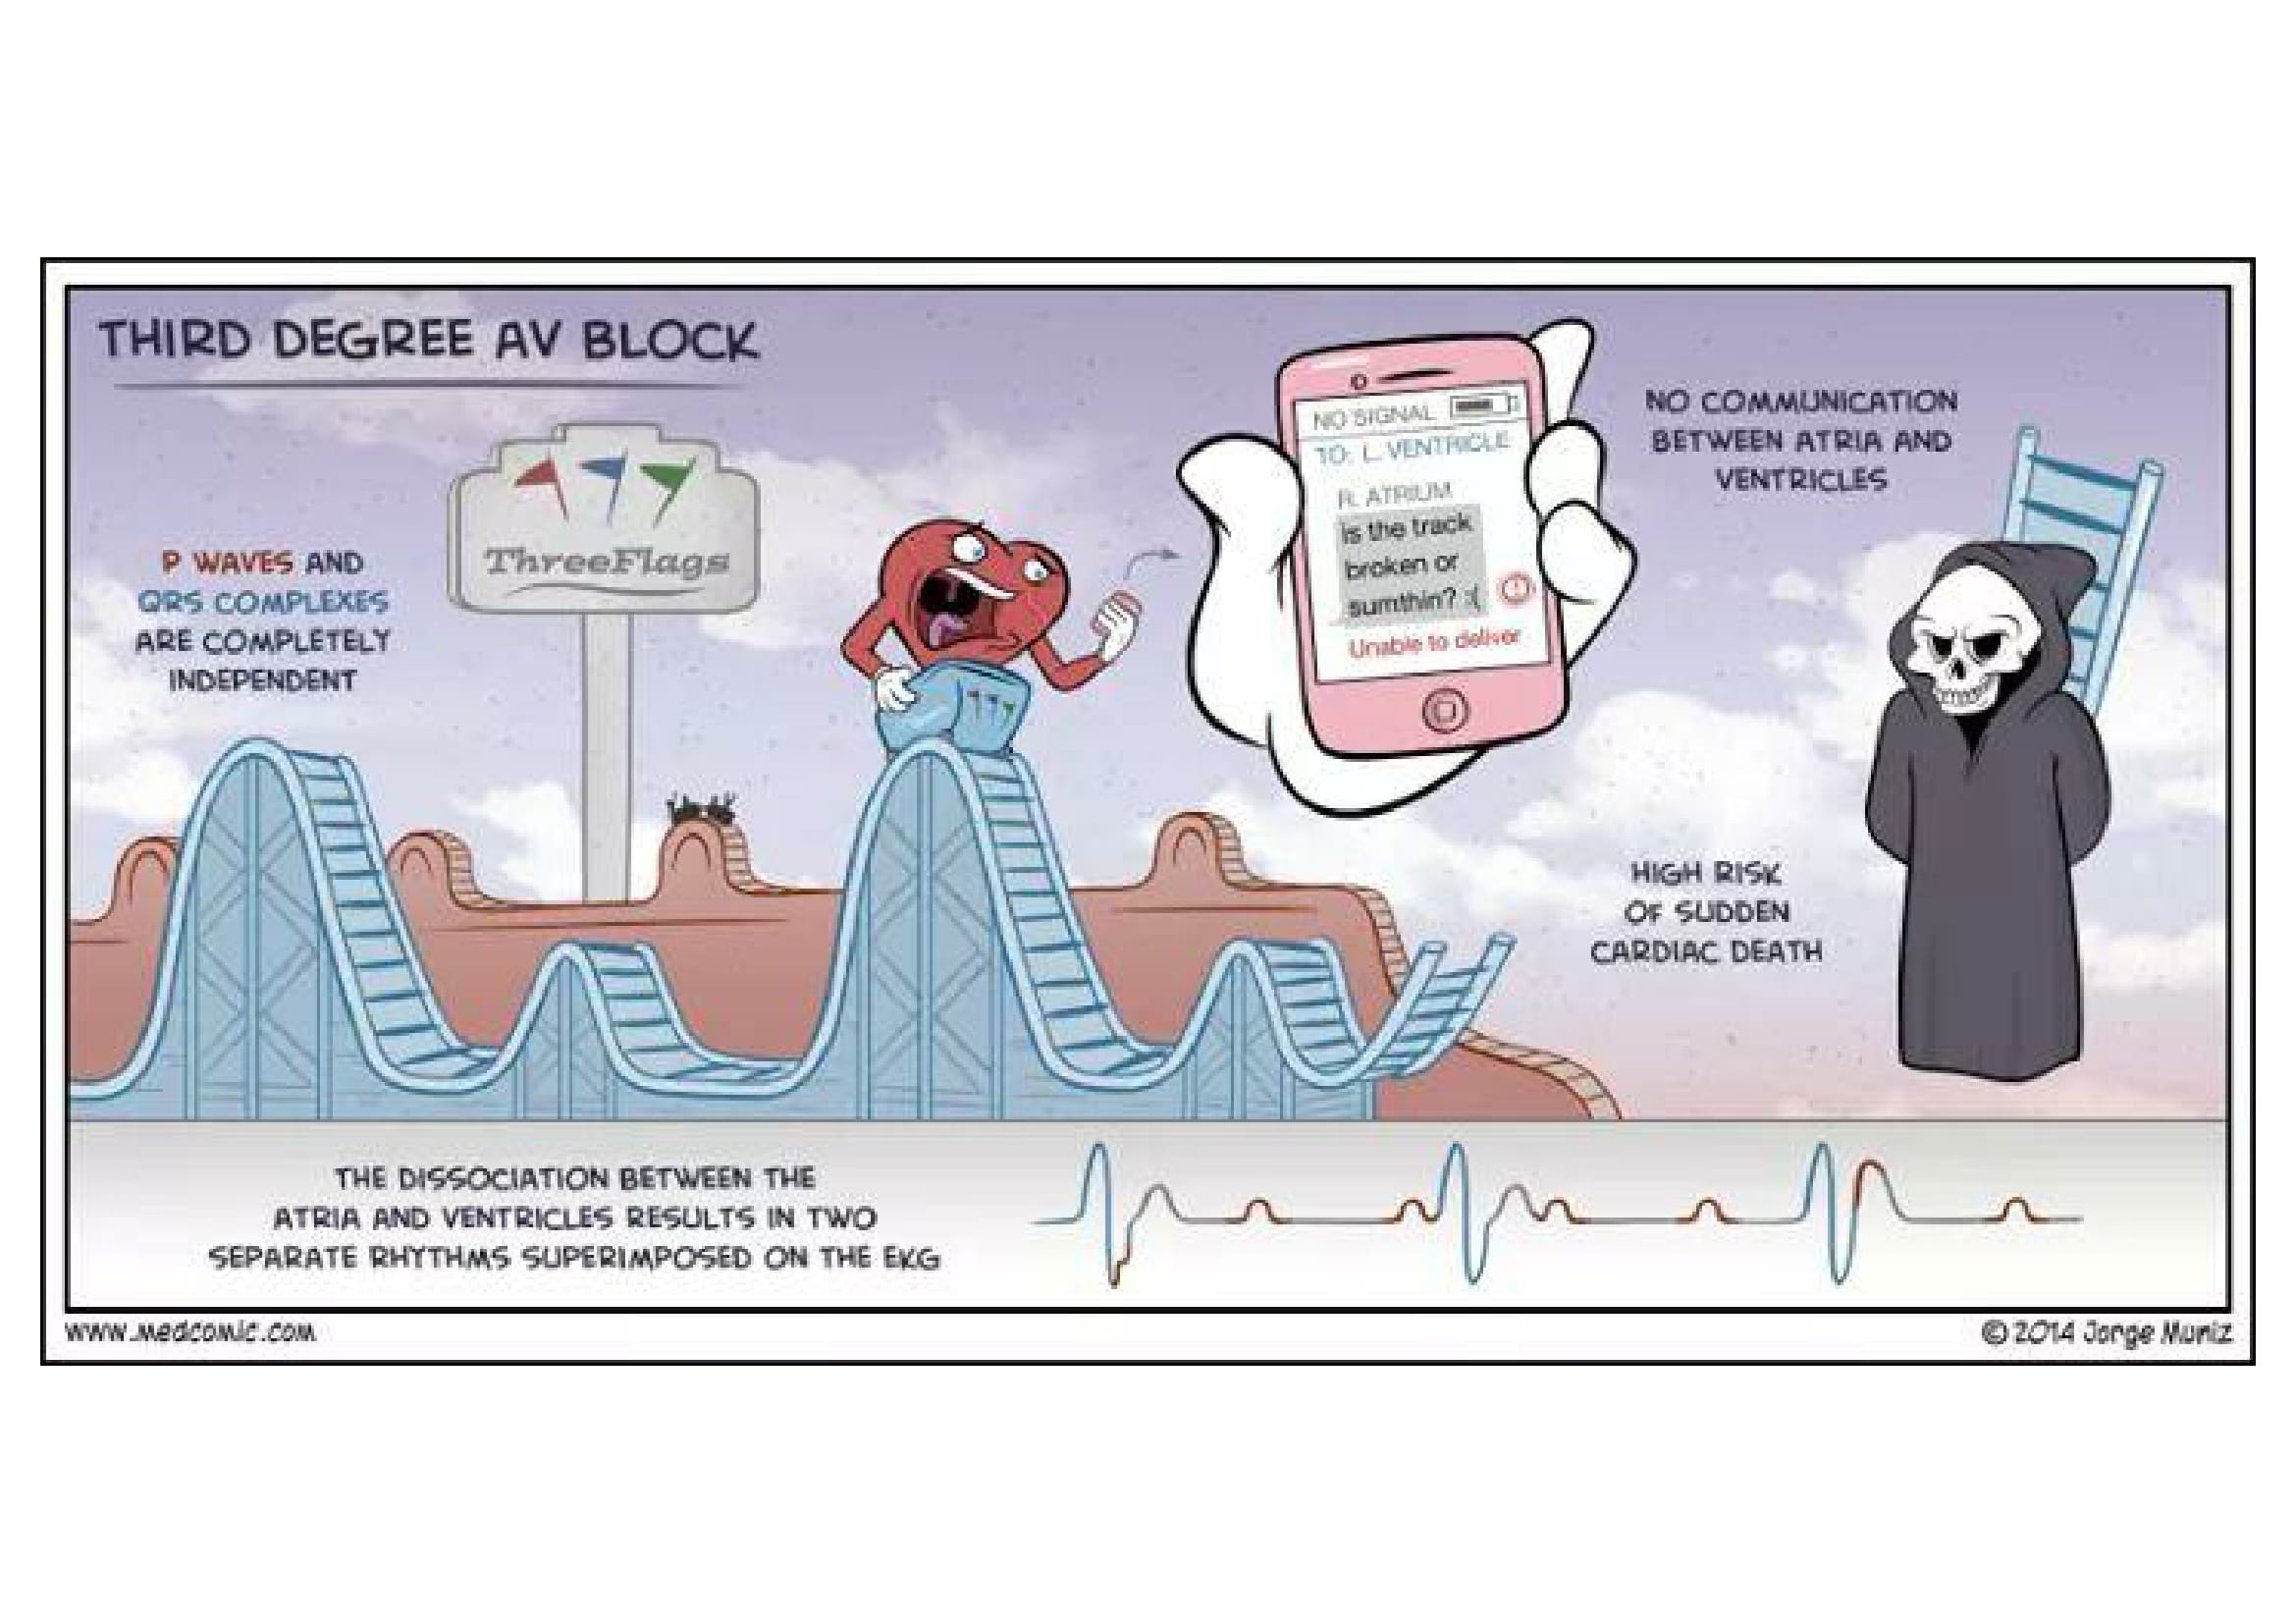 THIRD DEGREE AV BLOCK
ThreeFlags
P WAVES AND
QRS COMPLEXES
ARE COMPLETELY
INDEPENDENT
NO SIGNAL
TO: L. VENTRICLE
R. ATRIUM
Is the track
broken or
sumthin? :(
Unable to deliver
NO COMMUNICATION
BETWEEN ATRIA AND
VENTRICLES
HIGH RISK
OF SUDDEN
CARDIAC DEATH
THE DISSOCIATION BETWEEN THE
ATRIA AND VENTRICLES RESULTS IN TWO
SEPARATE RHYTHMS SUPERIMPOSED ON THE EKG
www.medcomic.com
© 2014 Jorge Muniz